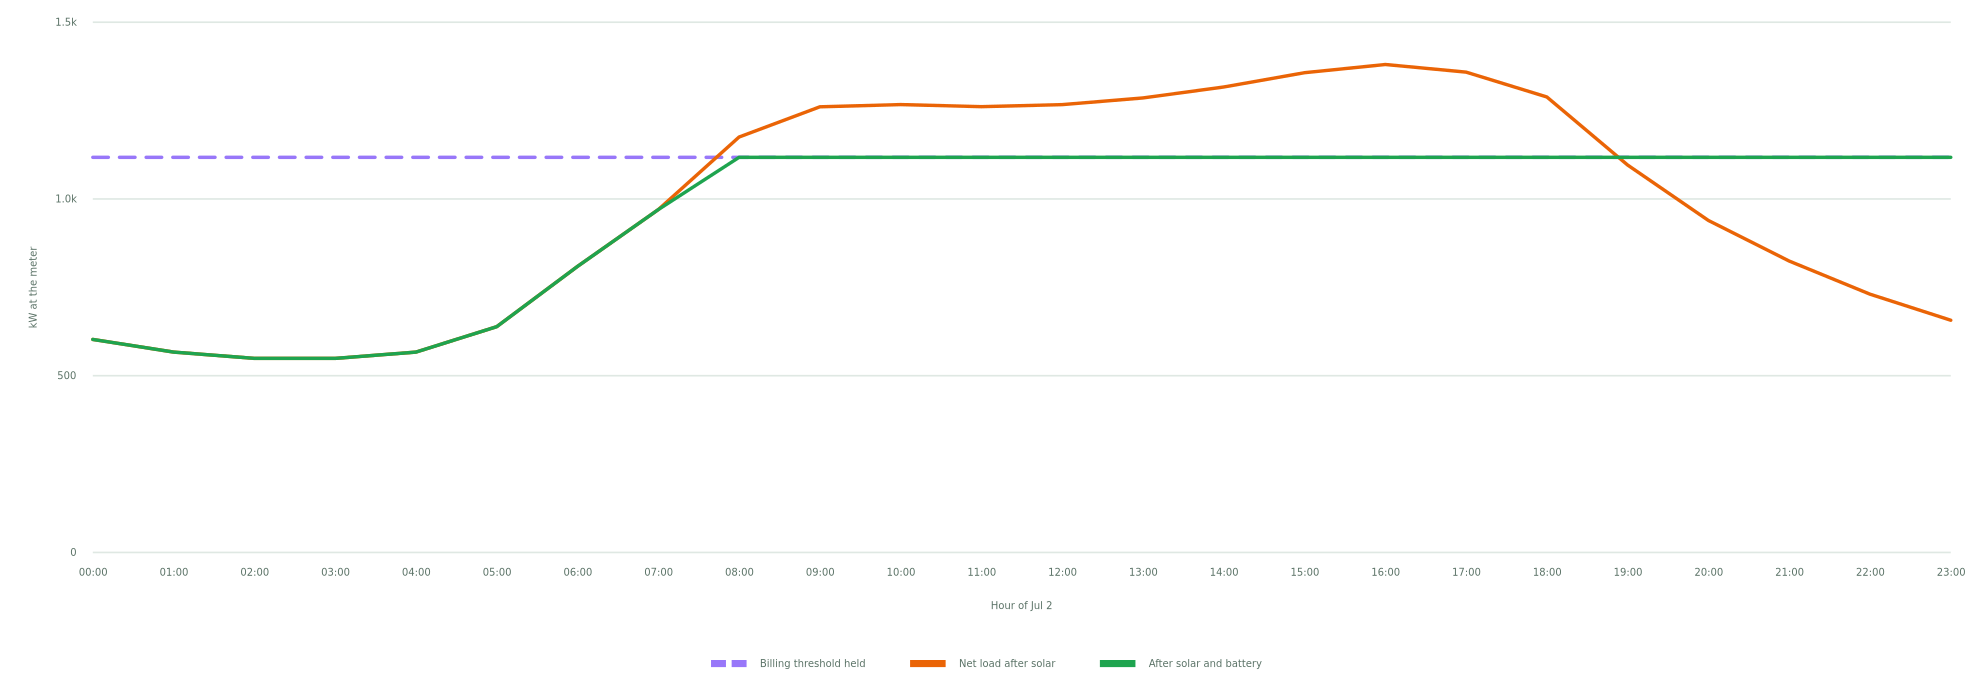 1.5k
1.0k
500
0
kW at the meter
00:00 01:00 02:00 03:00 04:00 05:00 06:00 07:00 08:00 09:00 10:00 11:00 12:00 13:00 14:00 15:00 16:00 17:00 18:00 19:00 20:00 21:00 22:00 23:00
Hour of Jul 2
Billing threshold held Net load after solar After solar and battery